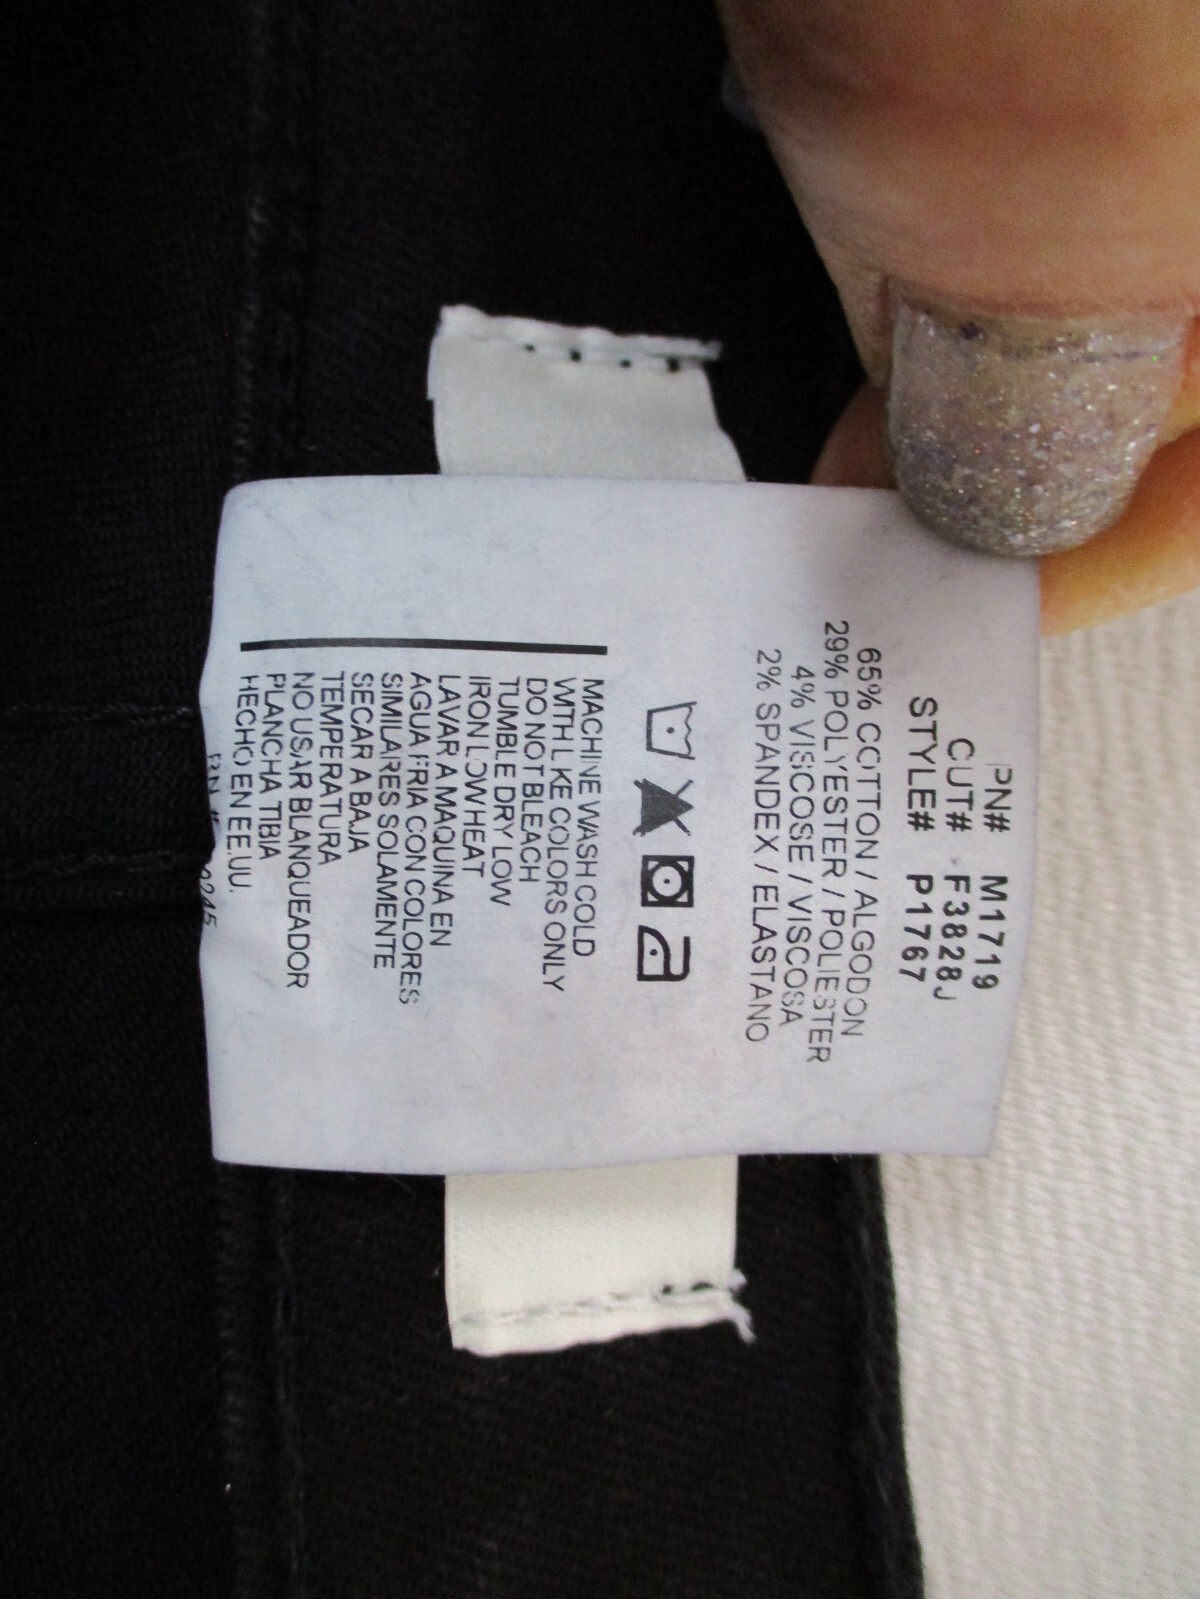 PN# M1719
CUT# F3828J
STYLE# P1767
65% COTTON / ALGODON
29% POLYESTER / POLIESTER
4% VISCOSE / VISCOSA
2% SPANDEX / ELASTANO
MACHINE WASH COLD
WITH LIKE COLORS ONLY
DO NOT BLEACH
TUMBLE DRY LOW
IRON LOW HEAT
LAVAR A MAQUINA EN
AGUA FRIA CON COLORES
SIMILARES SOLAMENTE
SECAR A BAJA
TEMPERATURA
NO USAR BLANQUEADOR
PLANCHA TIBIA
HECHO EN EE.UU.
RN